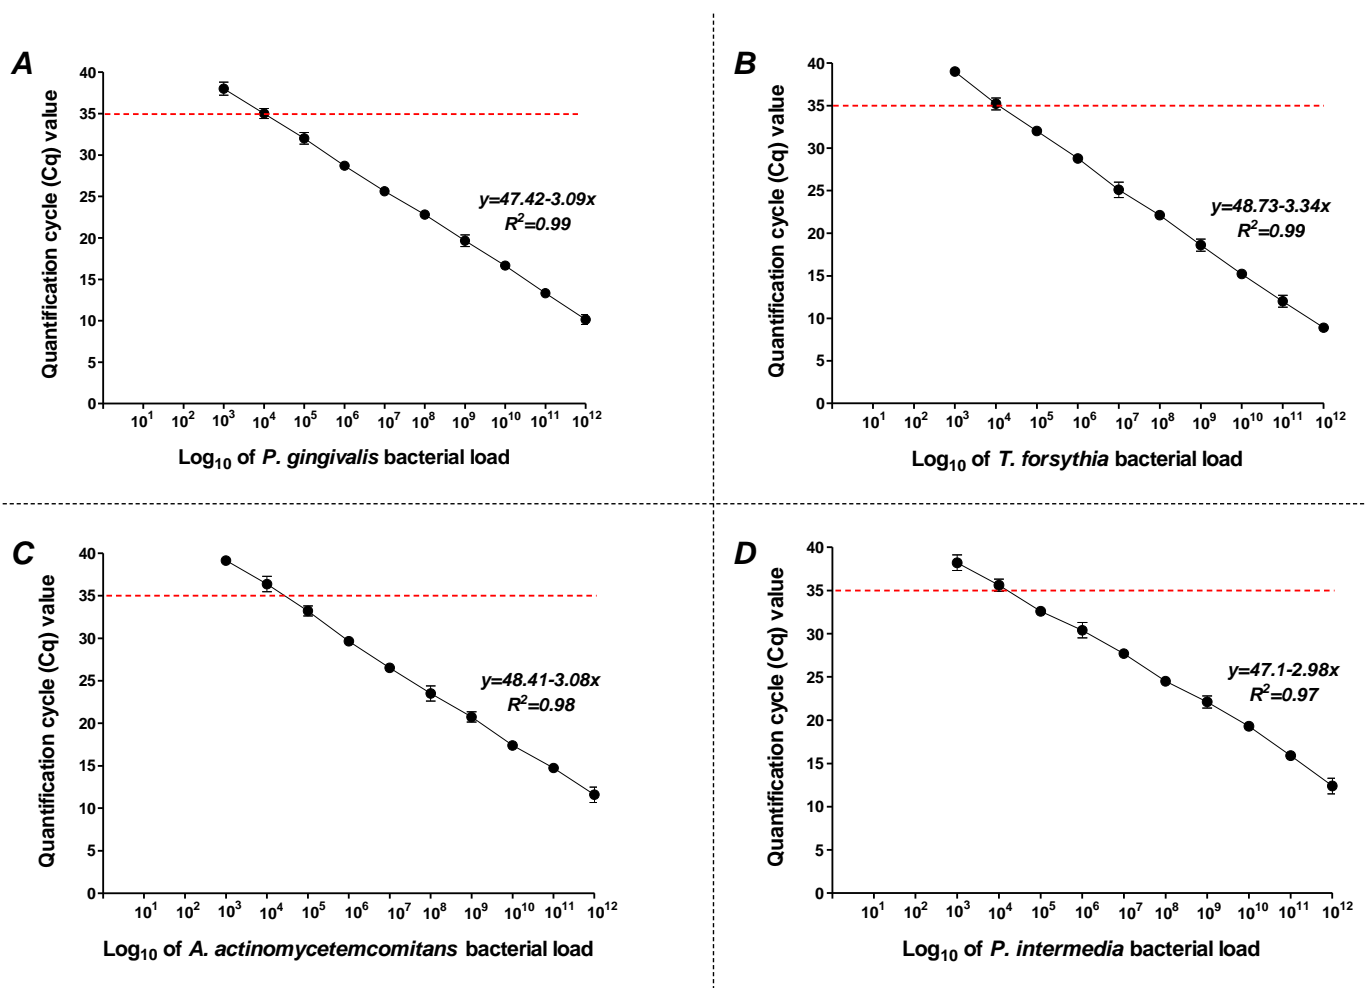 A
Quantification cycle (Cq) value
40
35
30
25
20
15
10
5
0
y=47.42-3.09x
R²=0.99
10¹ 10² 10³ 10⁴ 10⁵ 10⁶ 10⁷ 10⁸ 10⁹ 10¹⁰ 10¹¹ 10¹²
Log₁₀ of P. gingivalis bacterial load
B
Quantification cycle (Cq) value
40
35
30
25
20
15
10
5
0
y=48.73-3.34x
R²=0.99
10¹ 10² 10³ 10⁴ 10⁵ 10⁶ 10⁷ 10⁸ 10⁹ 10¹⁰ 10¹¹ 10¹²
Log₁₀ of T. forsythia bacterial load
C
Quantification cycle (Cq) value
40
35
30
25
20
15
10
5
0
y=48.41-3.08x
R²=0.98
10¹ 10² 10³ 10⁴ 10⁵ 10⁶ 10⁷ 10⁸ 10⁹ 10¹⁰ 10¹¹ 10¹²
Log₁₀ of A. actinomycetemcomitans bacterial load
D
Quantification cycle (Cq) value
40
35
30
25
20
15
10
5
0
y=47.1-2.98x
R²=0.97
10¹ 10² 10³ 10⁴ 10⁵ 10⁶ 10⁷ 10⁸ 10⁹ 10¹⁰ 10¹¹ 10¹²
Log₁₀ of P. intermedia bacterial load